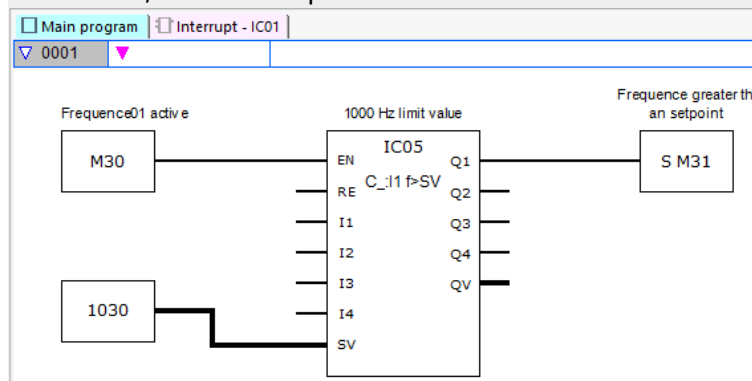 Main program
Interrupt - IC01
0001
Frequence01 active
1000 Hz limit value
Frequence greater th
an setpoint
M30
IC05
C_:I1 f>SV
S M31
EN
Q1
RE
Q2
I1
Q3
I2
Q4
I3
QV
I4
SV
1030